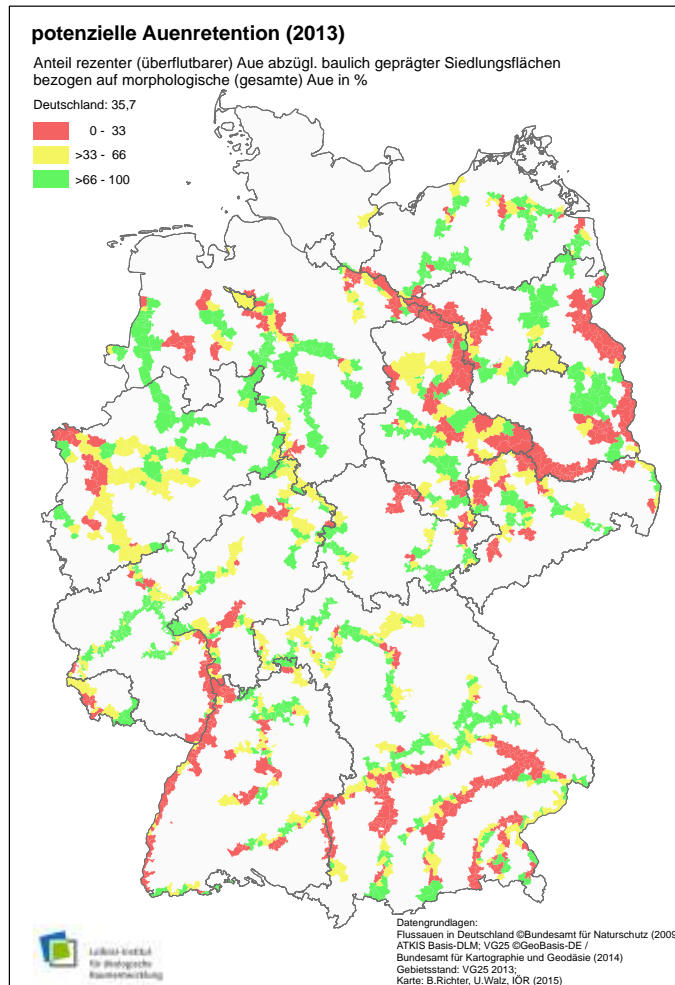 potenzielle Auenretention (2013)
Anteil rezenter (überflutbarer) Aue abzügl. baulich geprägter Siedlungsflächen
bezogen auf morphologische (gesamte) Aue in %
Deutschland: 35,7
0 - 33
>33 - 66
>66 - 100
Datengrundlagen:
Flussauen in Deutschland ©Bundesamt für Naturschutz (2009
ATKIS Basis-DLM; VG25 ©GeoBasis-DE /
Bundesamt für Kartographie und Geodäsie (2014)
Gebietsstand: VG25 2013;
Karte: B.Richter, U.Walz, IÖR (2015)
Leibniz-Institut
für ökologische
Raumentwicklung